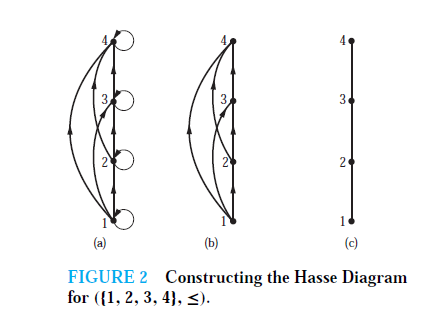 4 4 4
3 3 3
2 2 2
1 1 1
(a) (b) (c)
FIGURE 2 Constructing the Hasse Diagram
for ({1, 2, 3, 4}, ≤).